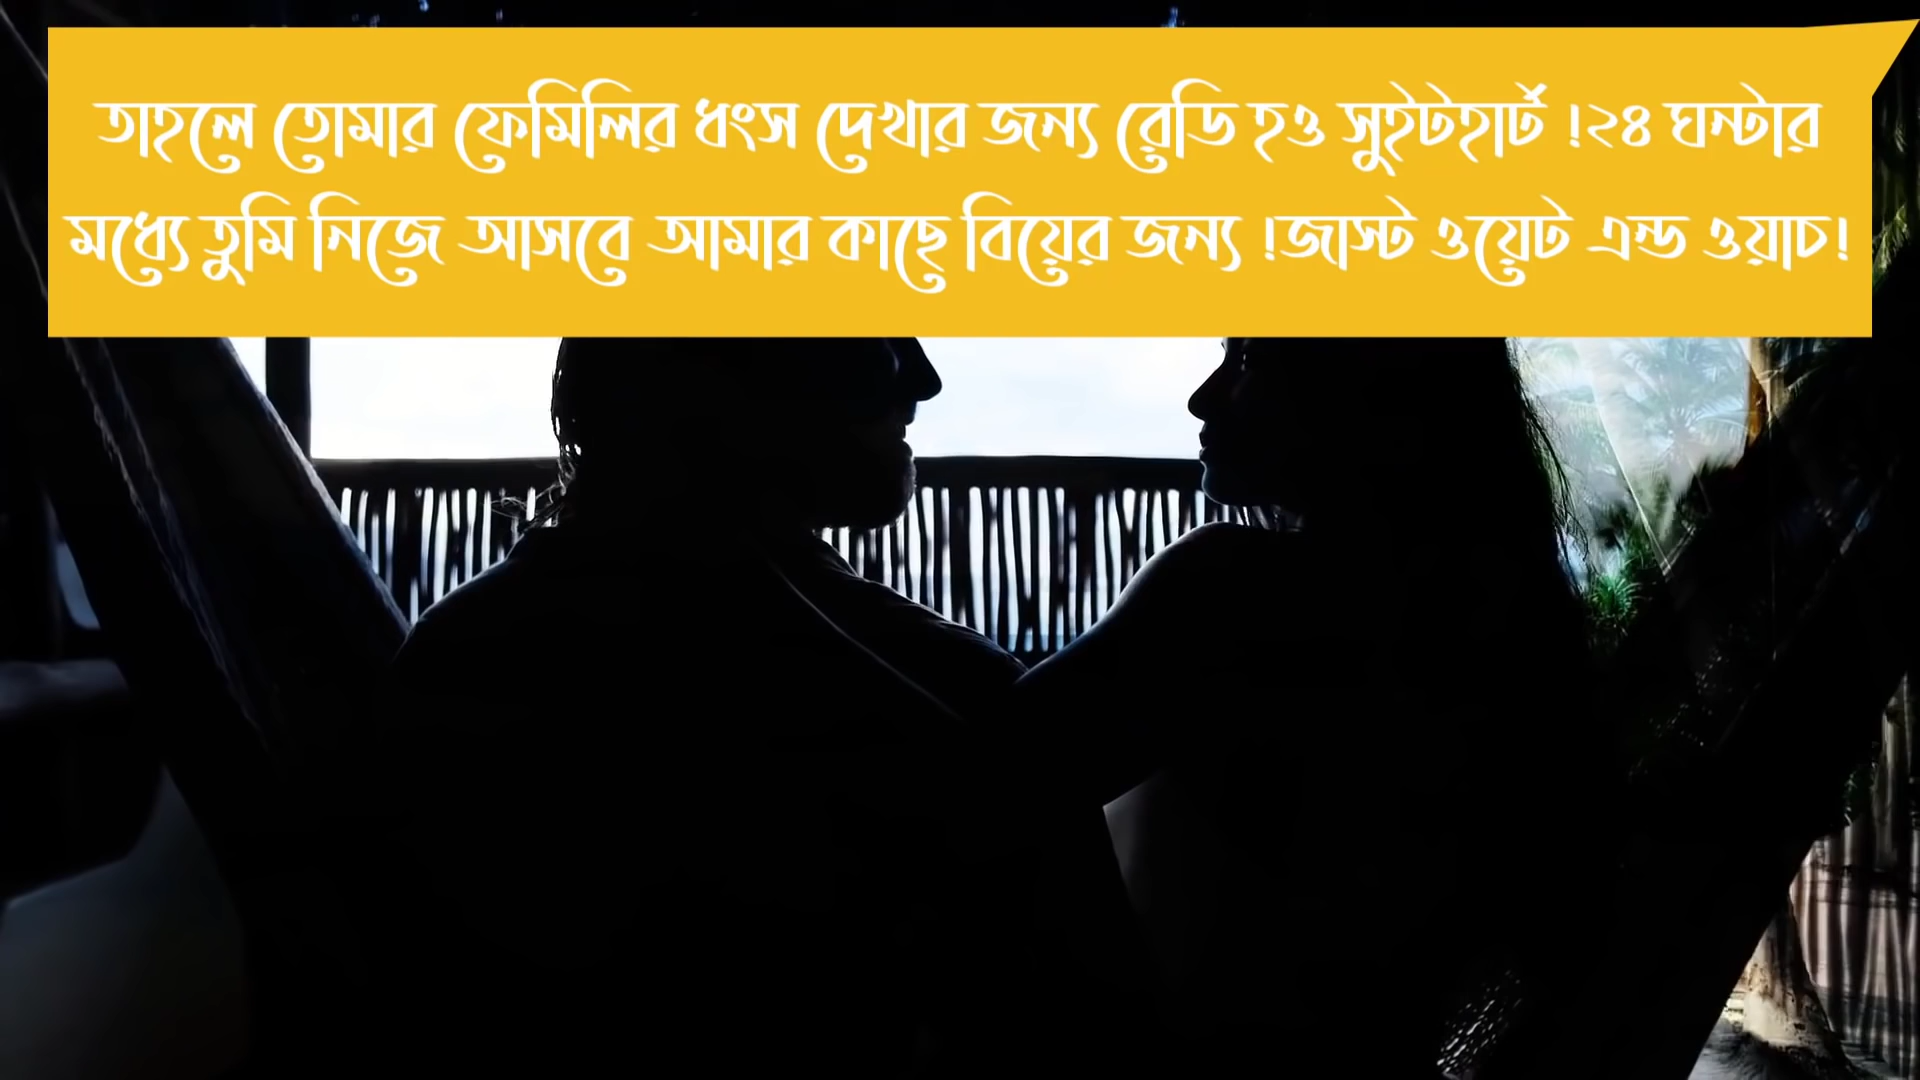 তাহলে তোমার ফেমিলির ধংস দেখার জন্য রেডি হও সুইটহার্ট !২৪ ঘন্টার
মধ্যে তুমি নিজে আসবে আমার কাছে বিয়ের জন্য !জাস্ট ওয়েট এন্ড ওয়াচ!